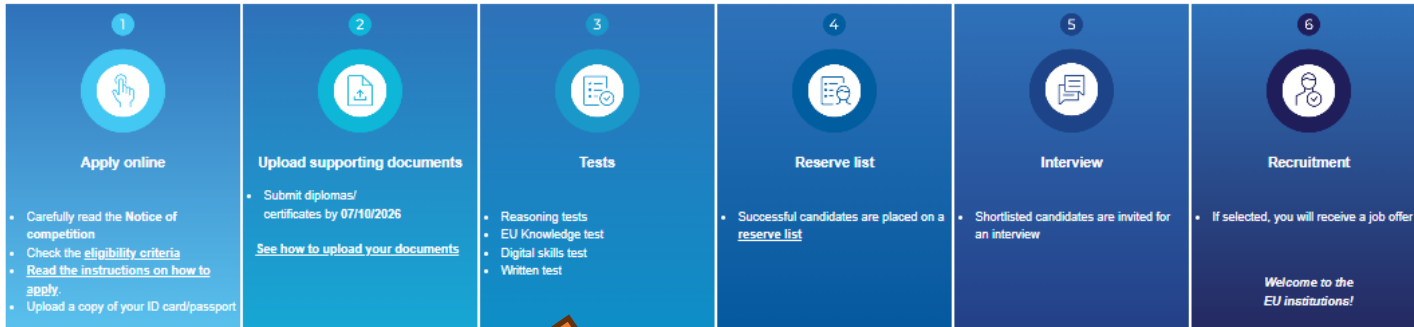 1
Apply online
Carefully read the Notice of
competition
Check the eligibility criteria
Read the instructions on how to
apply.
Upload a copy of your ID card/passport
2
Upload supporting documents
Submit diplomas/
certificates by 07/10/2026
See how to upload your documents
3
Tests
Reasoning tests
EU Knowledge test
Digital skills test
Written test
4
Reserve list
Successful candidates are placed on a
reserve list
5
Interview
Shortlisted candidates are invited for
an interview
6
Recruitment
If selected, you will receive a job offer
Welcome to the
EU institutions!